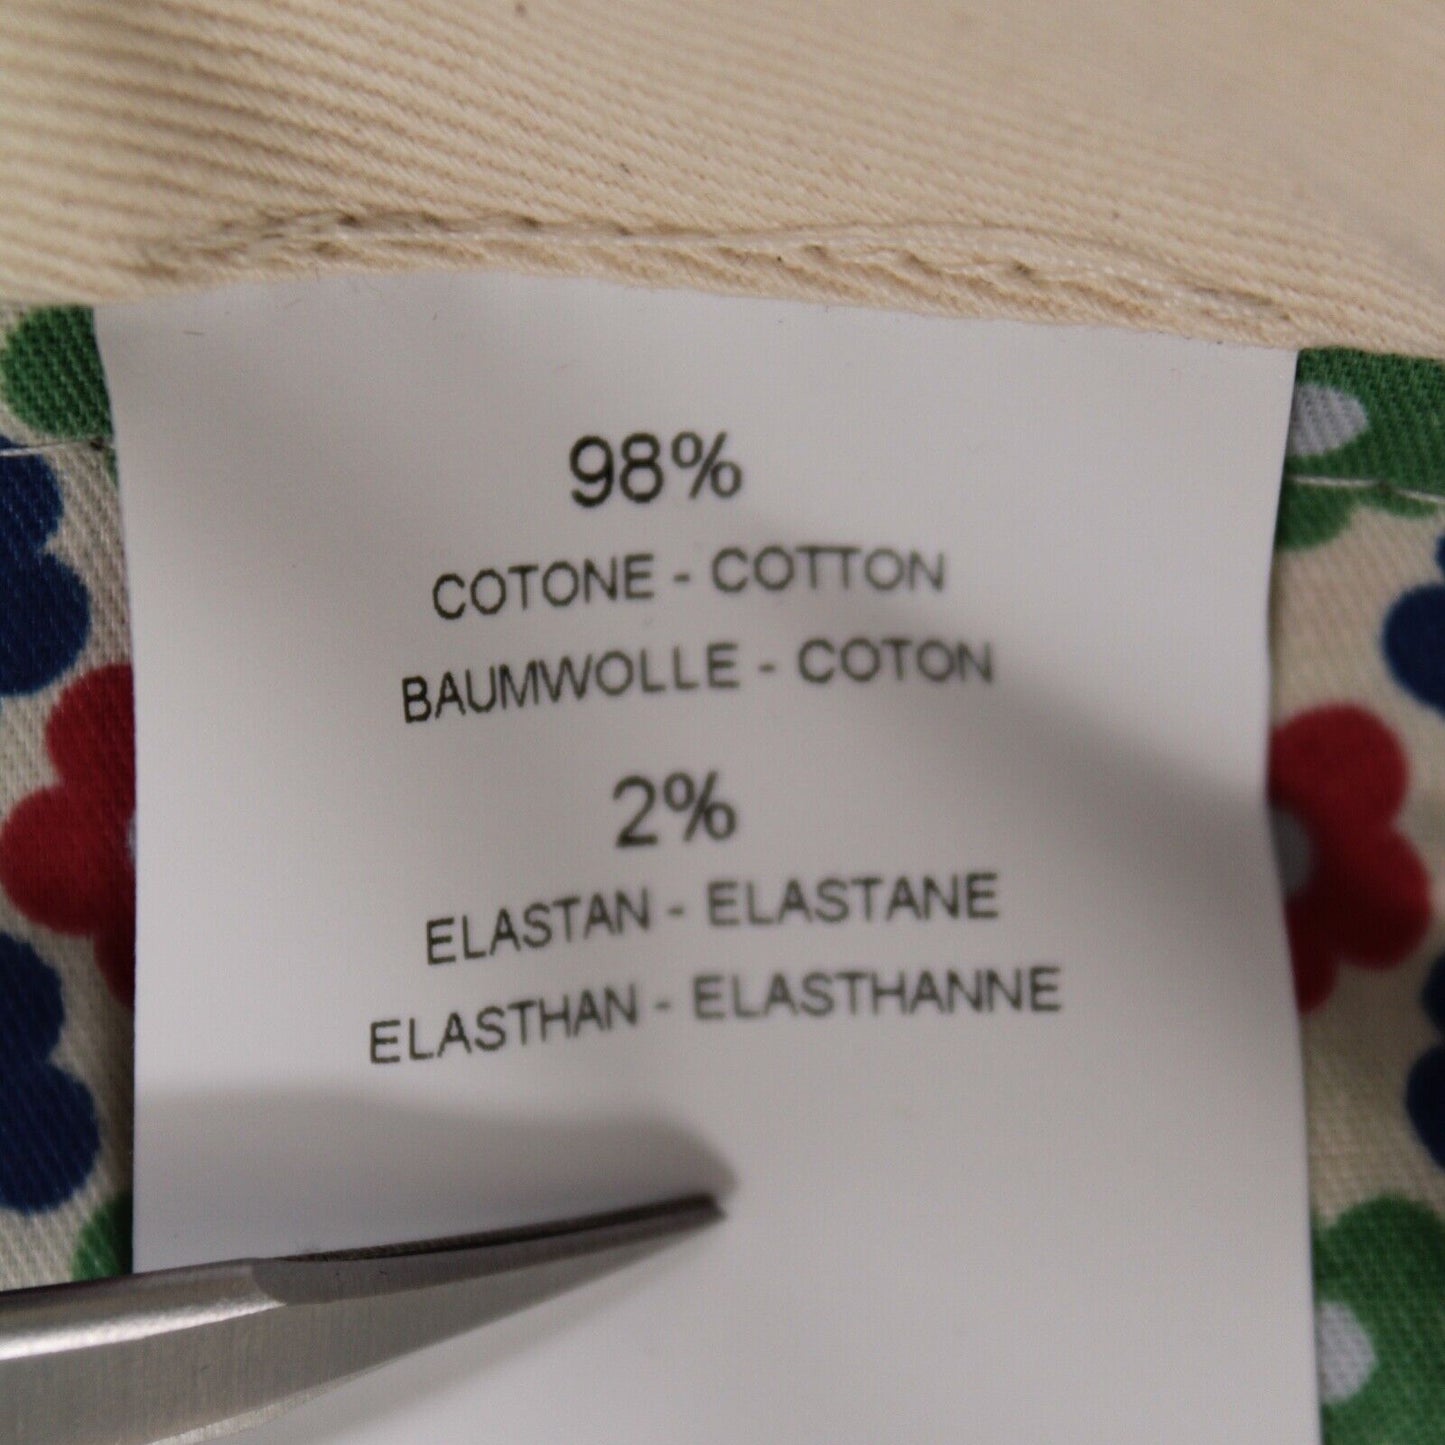 98%
COTONE - COTTON
BAUMWOLLE - COTON
2%
ELASTAN - ELASTANE
ELASTHAN - ELASTHANNE